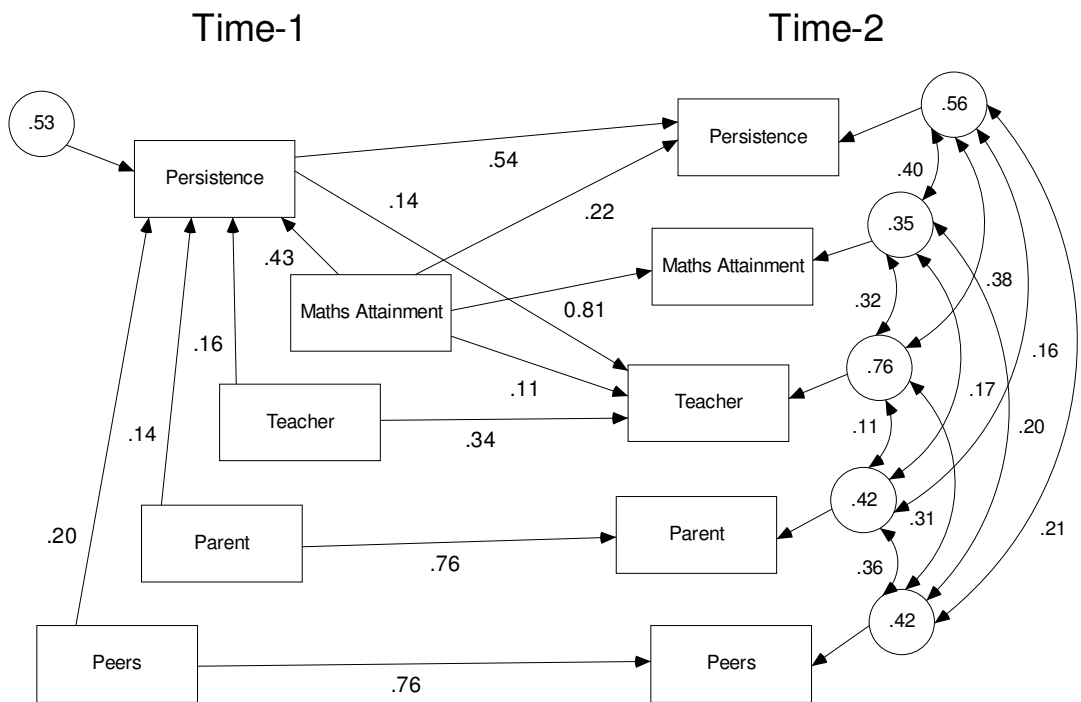 Time-1
Time-2
.53
.56
Persistence
Persistence
.54
.40
.14
.22
.35
.43
Maths Attainment
Maths Attainment
0.81
.32
.38
.16
.76
.16
.11
Teacher
.17
Teacher
.34
.11
.20
.14
.42
.20
Parent
.76
Parent
.31
.21
.36
.42
Peers
.76
Peers